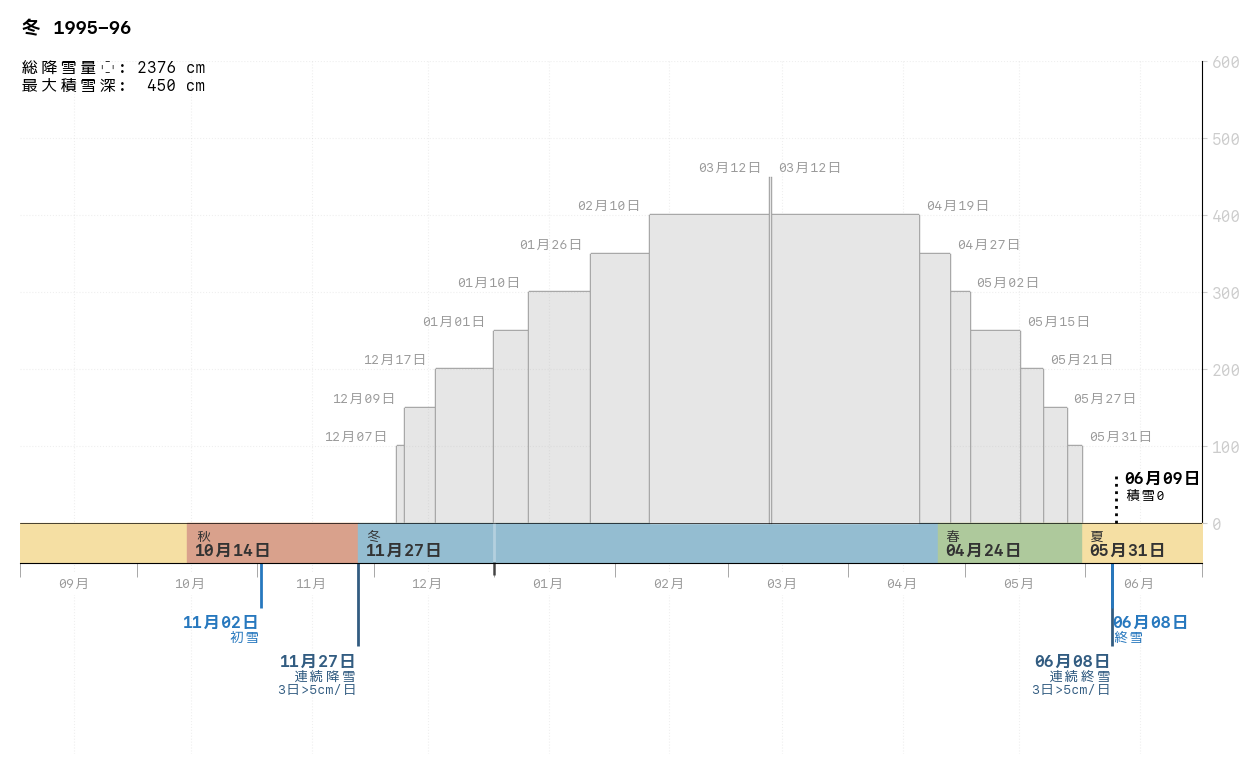 冬 1995–96
総降雪量　: 2376 cm
最大積雪深: 450 cm
600
500
400
300
200
100
0
03月12日 03月12日
02月10日 04月19日
01月26日 04月27日
01月10日 05月02日
01月01日 05月15日
12月17日 05月21日
12月09日 05月27日
12月07日 05月31日
06月09日
積雪0
秋
10月14日
冬
11月27日
春
04月24日
夏
05月31日
09月 10月 11月 12月 01月 02月 03月 04月 05月 06月
11月02日
初雪
06月08日
終雪
11月27日
連続降雪
3日>5cm/日
06月08日
連続終雪
3日>5cm/日